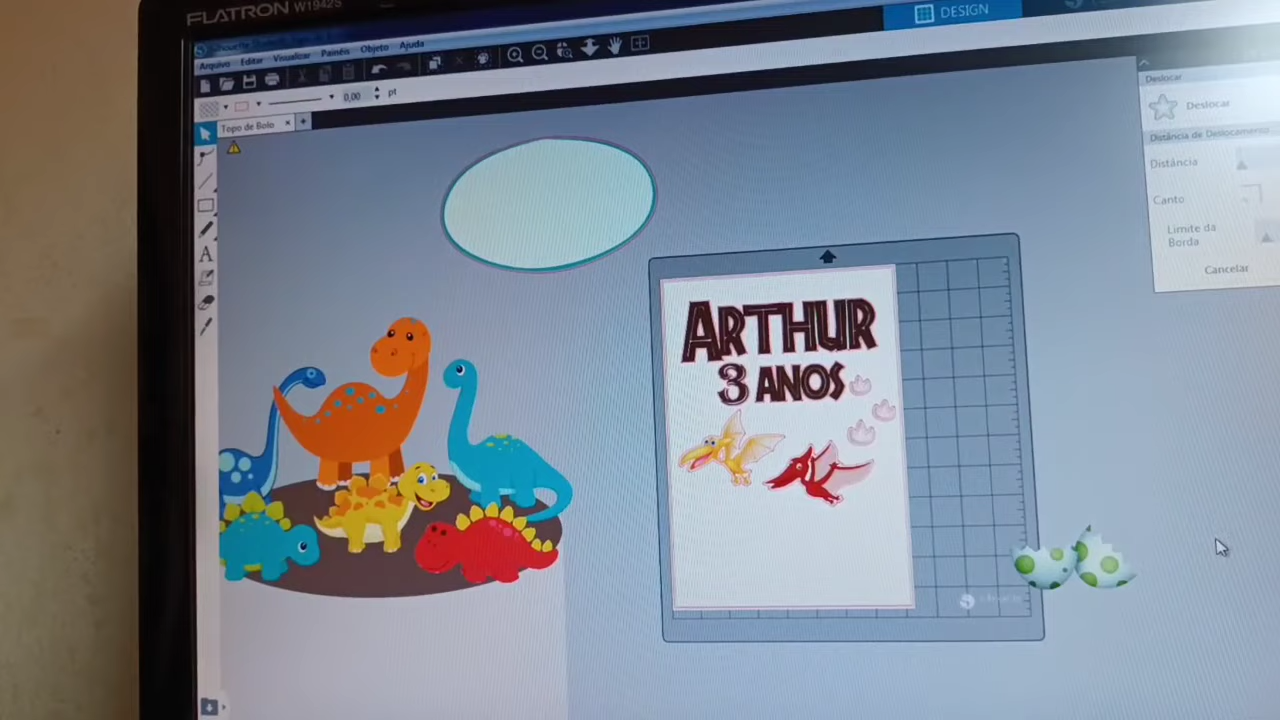 FLATRON W1942S
DESIGN
Silhouette
Arquivo Editar Visualizar Painéis Objeto Ajuda
0,00 pt
Topo de Bolo
Deslocar
Deslocar
Distância de Deslocamento
Distância
Canto
Limite da
Borda
Cancelar
ARTHUR
3 ANOS